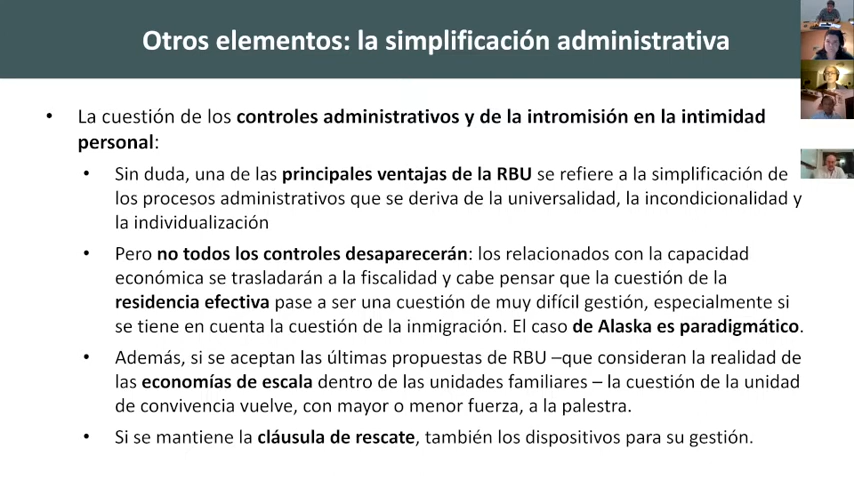 Otros elementos: la simplificación administrativa
• La cuestión de los controles administrativos y de la intromisión en la intimidad
personal:
• Sin duda, una de las principales ventajas de la RBU se refiere a la simplificación de
los procesos administrativos que se deriva de la universalidad, la incondicionalidad y
la individualización
• Pero no todos los controles desaparecerán: los relacionados con la capacidad
económica se trasladarán a la fiscalidad y cabe pensar que la cuestión de la
residencia efectiva pase a ser una cuestión de muy difícil gestión, especialmente si
se tiene en cuenta la cuestión de la inmigración. El caso de Alaska es paradigmático.
• Además, si se aceptan las últimas propuestas de RBU –que consideran la realidad de
las economías de escala dentro de las unidades familiares – la cuestión de la unidad
de convivencia vuelve, con mayor o menor fuerza, a la palestra.
• Si se mantiene la cláusula de rescate, también los dispositivos para su gestión.